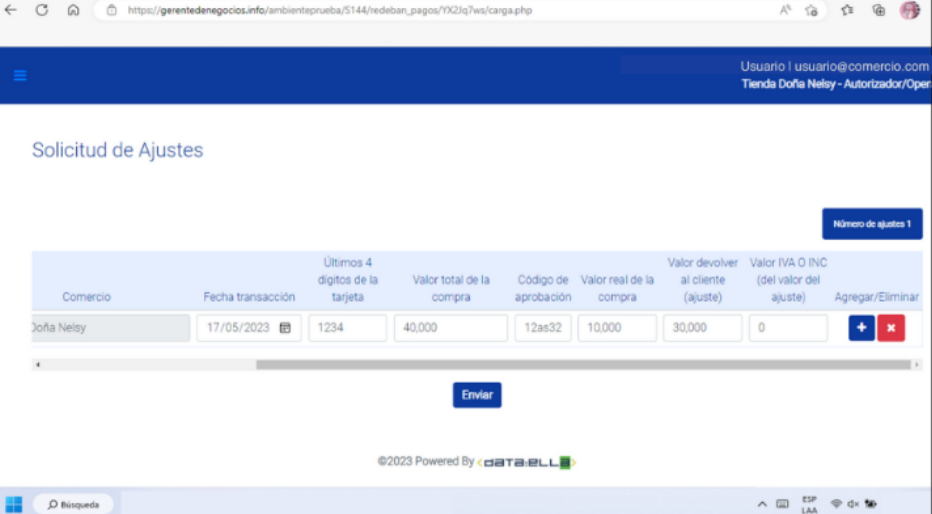 https://gerentedenegocios.info/ambienteprueba/S144/redeban_pagos/YX2Jq7ws/carga.php
Usuario | usuario@comercio.com
Tienda Doña Nelsy - Autorizador/Oper
Solicitud de Ajustes
Número de ajustes 1
Comercio
Fecha transacción
Últimos 4
dígitos de la
tarjeta
Valor total de la
compra
Código de
aprobación
Valor real de la
compra
Valor devolver
al cliente
(ajuste)
Valor IVA O INC
(del valor del
ajuste)
Agregar/Eliminar
Doña Nelsy
17/05/2023
1234
40,000
12as32
10,000
30,000
0
Enviar
©2023 Powered By <DATA:ELLA>
Búsqueda
ESP
LAA